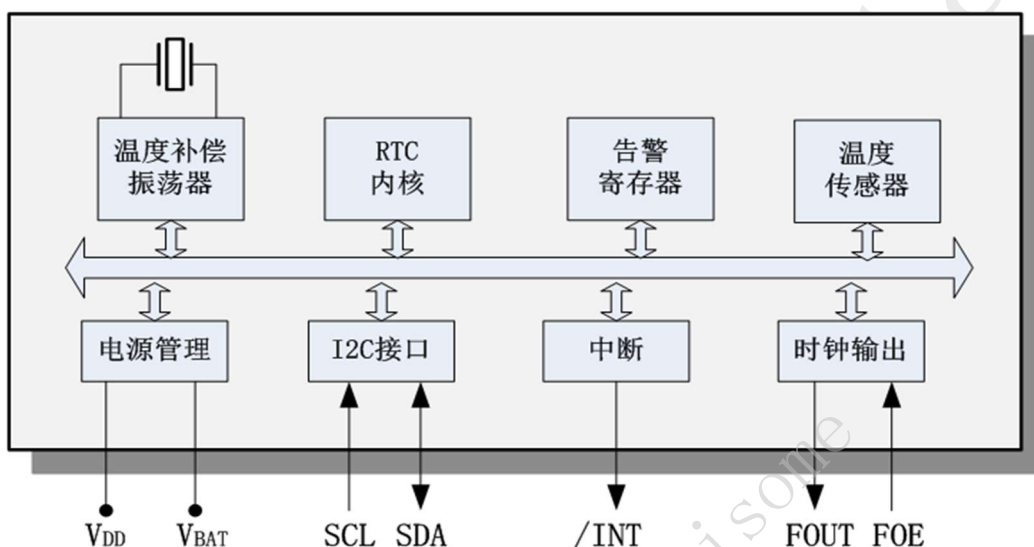 温度补偿
振荡器
RTC
内核
告警
寄存器
温度
传感器
电源管理
I2C接口
中断
时钟输出
VDD
VBAT
SCL
SDA
/INT
FOUT
FOE
isome